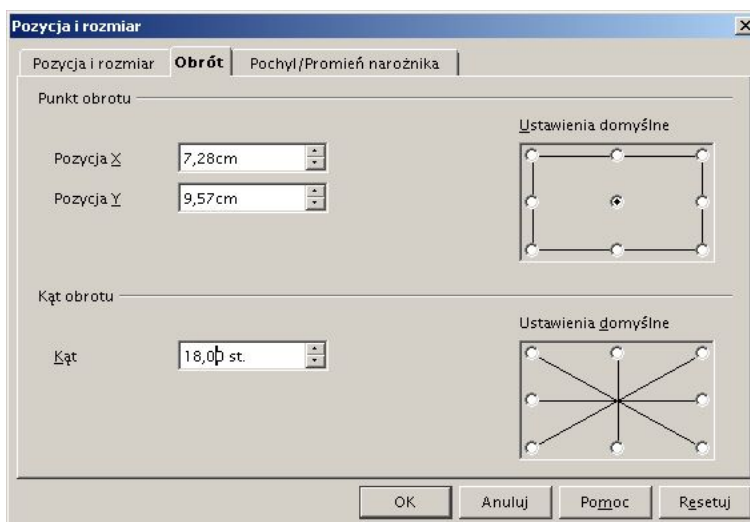 Pozycja i rozmiar
Pozycja i rozmiar Obrót Pochyl/Promień narożnika
Punkt obrotu
Ustawienia domyślne
Pozycja X 7,28cm
Pozycja Y 9,57cm
Kąt obrotu
Ustawienia domyślne
Kąt 18,00 st.
OK Anuluj Pomoc Resetuj